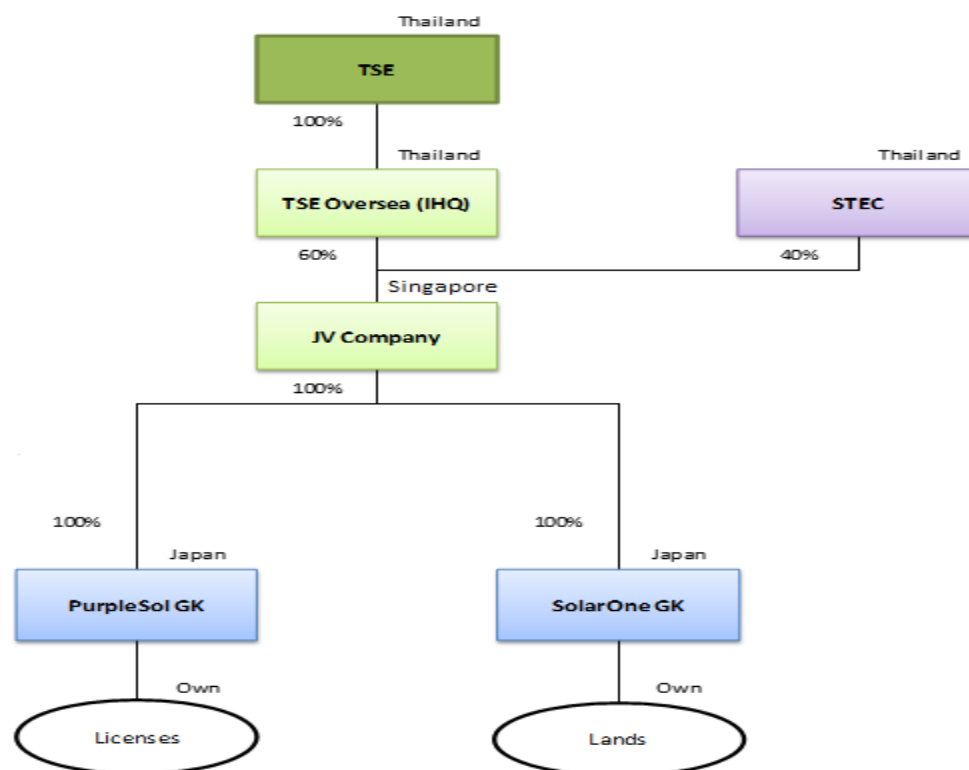 Thailand
TSE
100%
Thailand
Thailand
TSE Oversea (IHQ)
STEC
60%
40%
Singapore
JV Company
100%
100%
100%
Japan
Japan
PurpleSol GK
SolarOne GK
Own
Own
Licenses
Lands